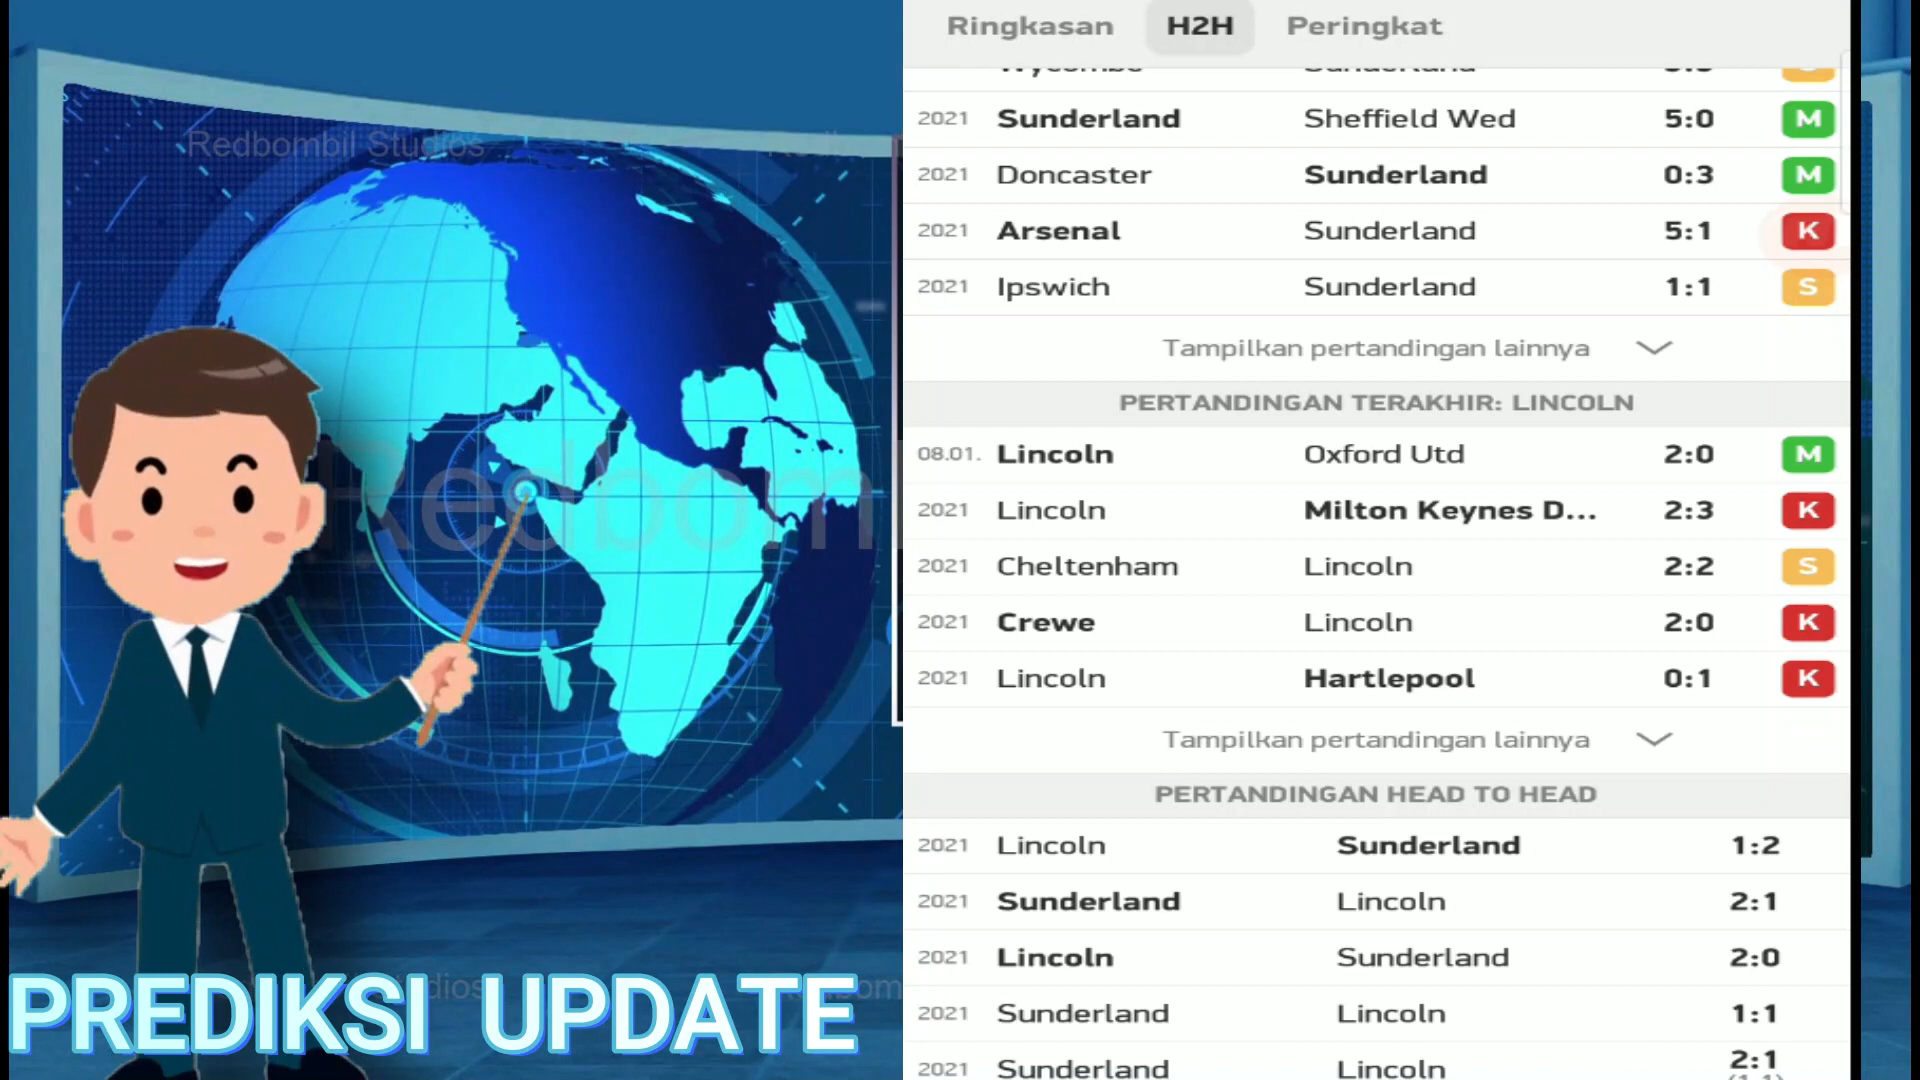 Redbombil Studios
PREDIKSI UPDATE
Ringkasan H2H Peringkat
Wycombe Sunderland
2021 Sunderland Sheffield Wed 5:0 M
2021 Doncaster Sunderland 0:3 M
2021 Arsenal Sunderland 5:1 K
2021 Ipswich Sunderland 1:1 S
Tampilkan pertandingan lainnya
PERTANDINGAN TERAKHIR: LINCOLN
08.01. Lincoln Oxford Utd 2:0 M
2021 Lincoln Milton Keynes D... 2:3 K
2021 Cheltenham Lincoln 2:2 S
2021 Crewe Lincoln 2:0 K
2021 Lincoln Hartlepool 0:1 K
Tampilkan pertandingan lainnya
PERTANDINGAN HEAD TO HEAD
2021 Lincoln Sunderland 1:2
2021 Sunderland Lincoln 2:1
2021 Lincoln Sunderland 2:0
2021 Sunderland Lincoln 1:1
2021 Sunderland Lincoln 2:1